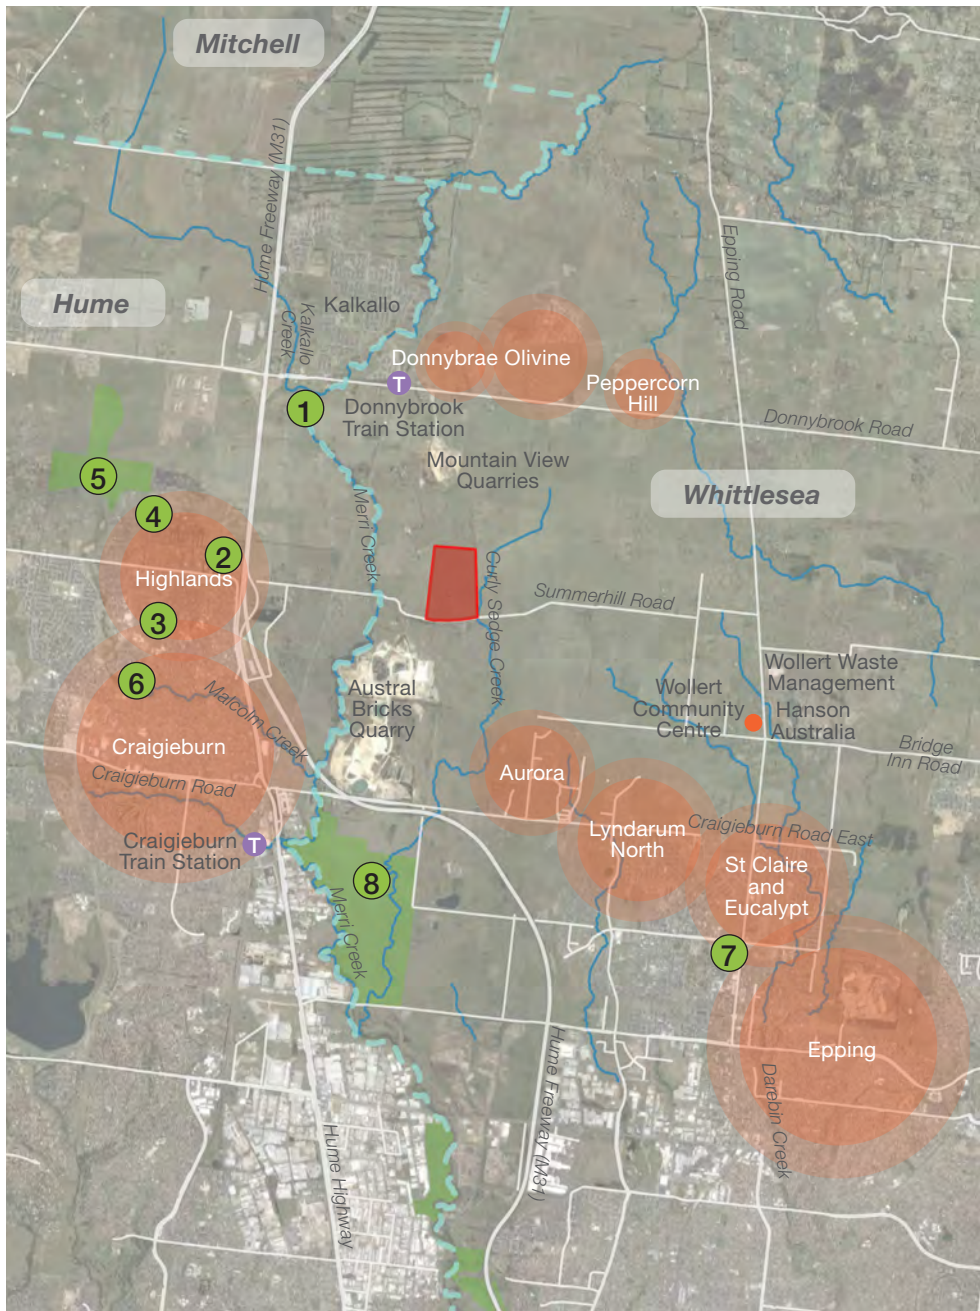 Mitchell
Hume Freeway (M31)
Epping Road
Hume
Kalkallo
Creek
Kalkallo
Donnybrae
Olivine
Peppercorn
Hill
T
1
Donnybrook
Train Station
Donnybrook Road
Mountain View
Quarries
Whittlesea
5
4
2
Highlands
3
Merri Creek
Curly Sedge Creek
Summerhill Road
6
Malcolm Creek
Austral
Bricks
Quarry
Wollert
Community
Centre
Wollert Waste
Management
Hanson
Australia
Bridge
Inn Road
Craigieburn
Craigieburn Road
Aurora
Lyndarum
North
Craigieburn Road East
Craigieburn
Train Station
T
St Claire
and
Eucalypt
8
Merri Creek
7
Epping
Hume Freeway (M31)
Darebin Creek
Hume Highway